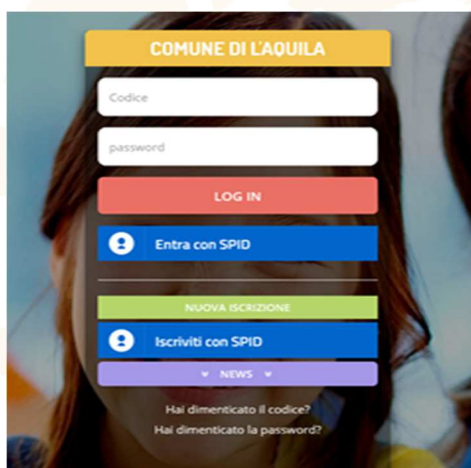 COMUNE DI L'AQUILA
Codice
password
LOG IN
Entra con SPID
NUOVA ISCRIZIONE
Iscriviti con SPID
NEWS
Hai dimenticato il codice?
Hai dimenticato la password?